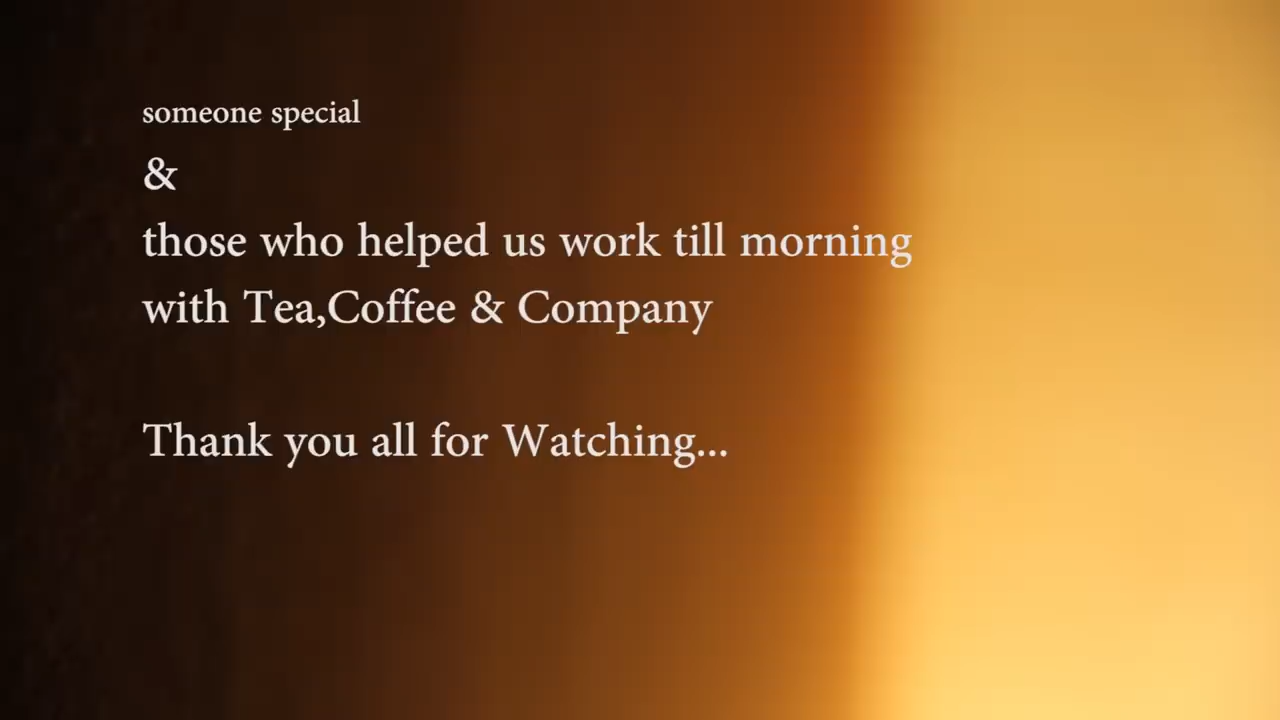 someone special
&
those who helped us work till morning
with Tea,Coffee & Company
Thank you all for Watching...